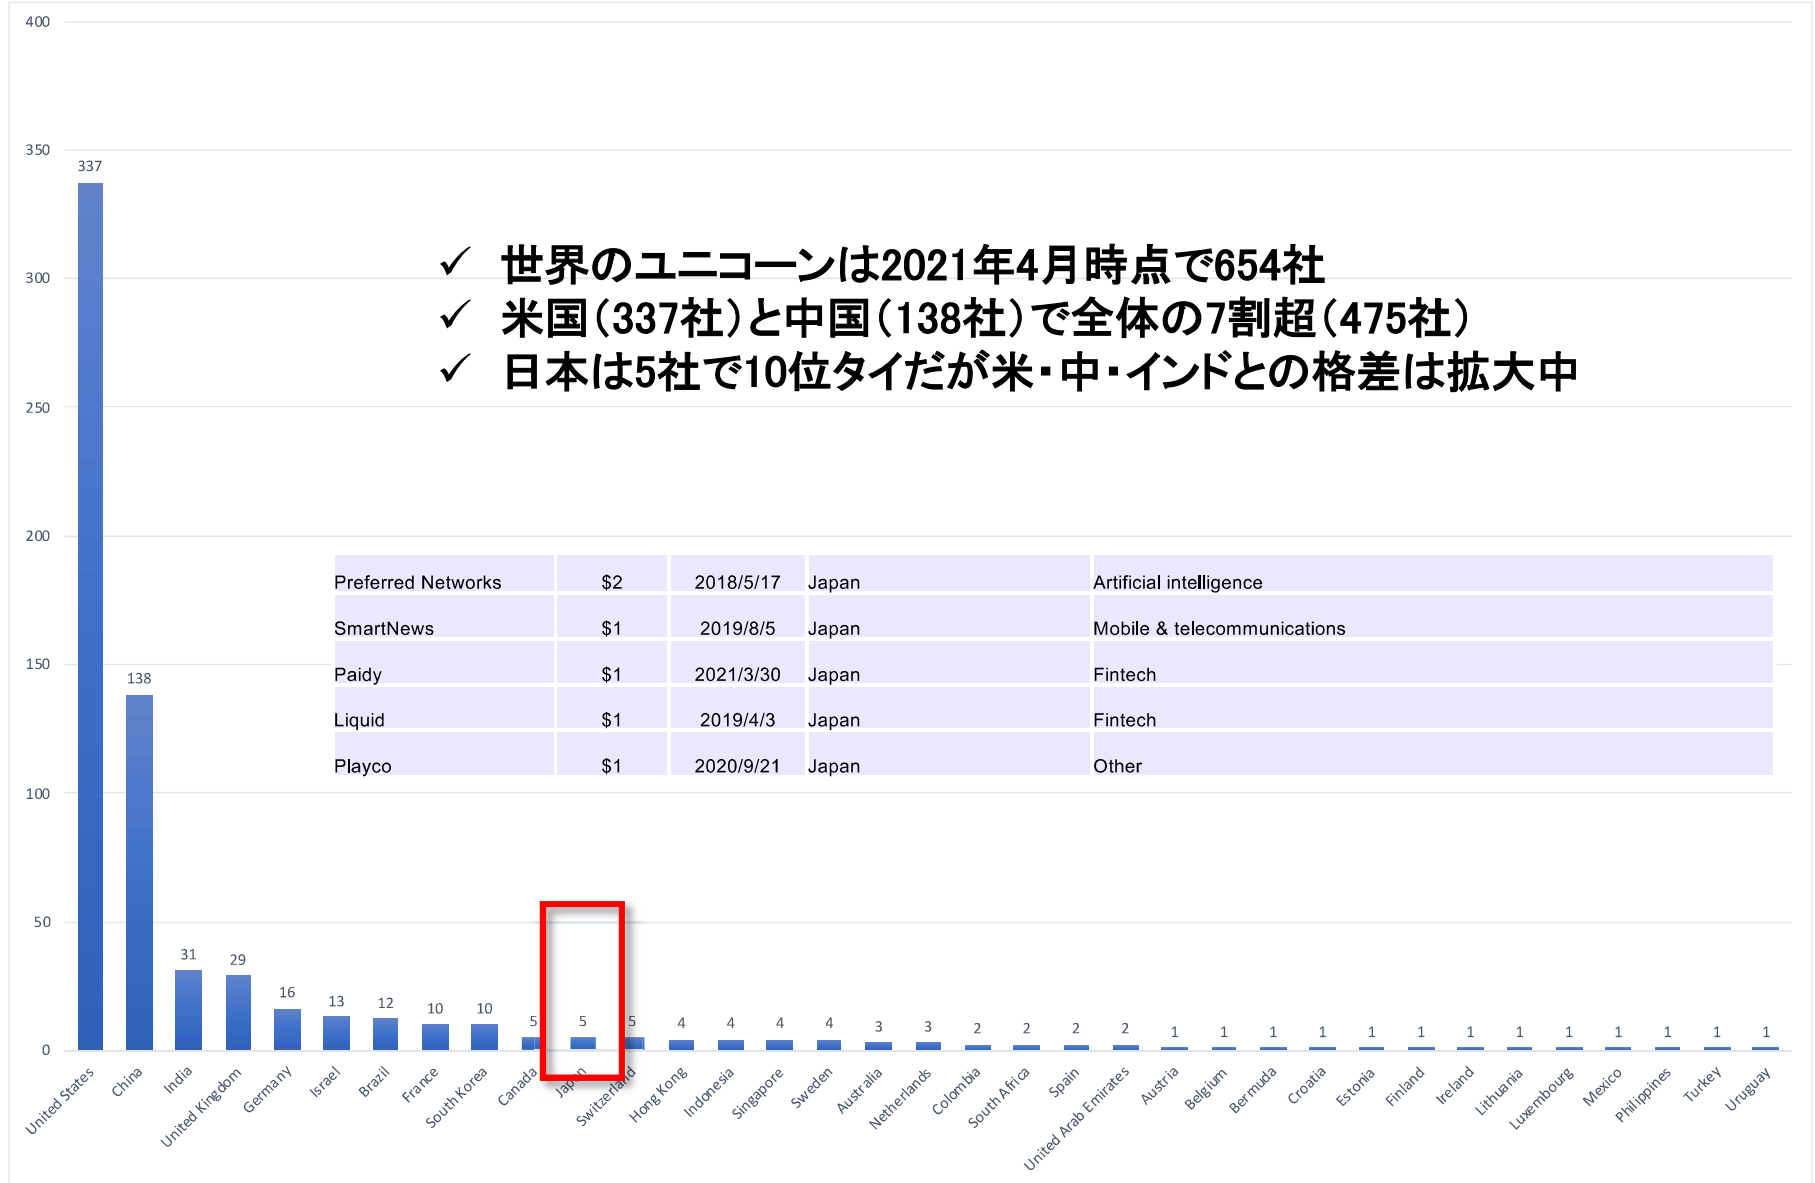 400
350
337
✓ 世界のユニコーンは2021年4月時点で654社
300
✓ 米国（337社）と中国（138社）で全体の7割超（475社）
✓ 日本は5社で10位タイだが米・中・インドとの格差は拡大中
250
200
Preferred Networks $2 2018/5/17 Japan Artificial intelligence
SmartNews $1 2019/8/5 Japan Mobile & telecommunications
150
Paidy $1 2021/3/30 Japan Fintech
138
Liquid $1 2019/4/3 Japan Fintech
Playco $1 2020/9/21 Japan Other
100
50
31 29 16 13 12 10 10 5 5 5 4 4 4 4 3 3 2 2 2 2 1 1 1 1 1 1 1 1 1 1 1 1 1
0
United States China India United Kingdom Germany Israel Brazil France South Korea Canada Japan Switzerland Hong Kong Indonesia Singapore Sweden Australia Netherlands Colombia South Africa Spain United Arab Emirates Austria Belgium Bermuda Croatia Estonia Finland Ireland Lithuania Luxembourg Mexico Philippines Turkey Uruguay